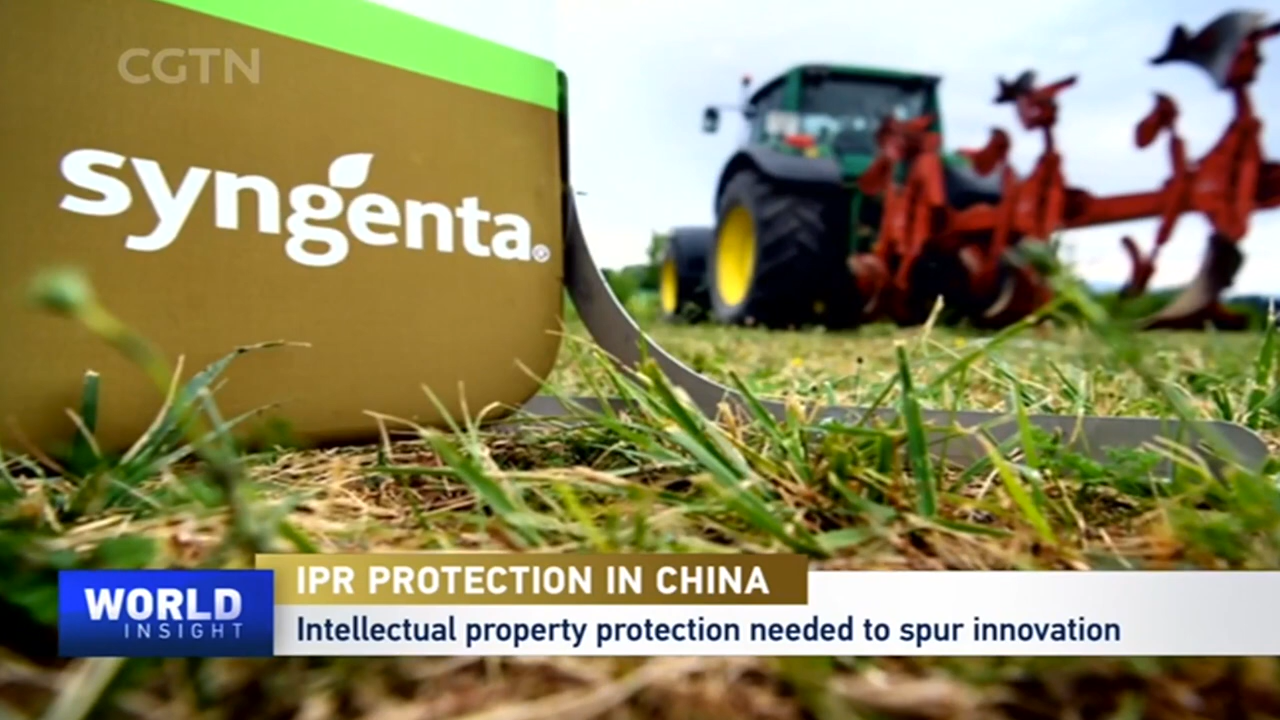 CGTN
syngenta®
IPR PROTECTION IN CHINA
WORLD
INSIGHT
Intellectual property protection needed to spur innovation